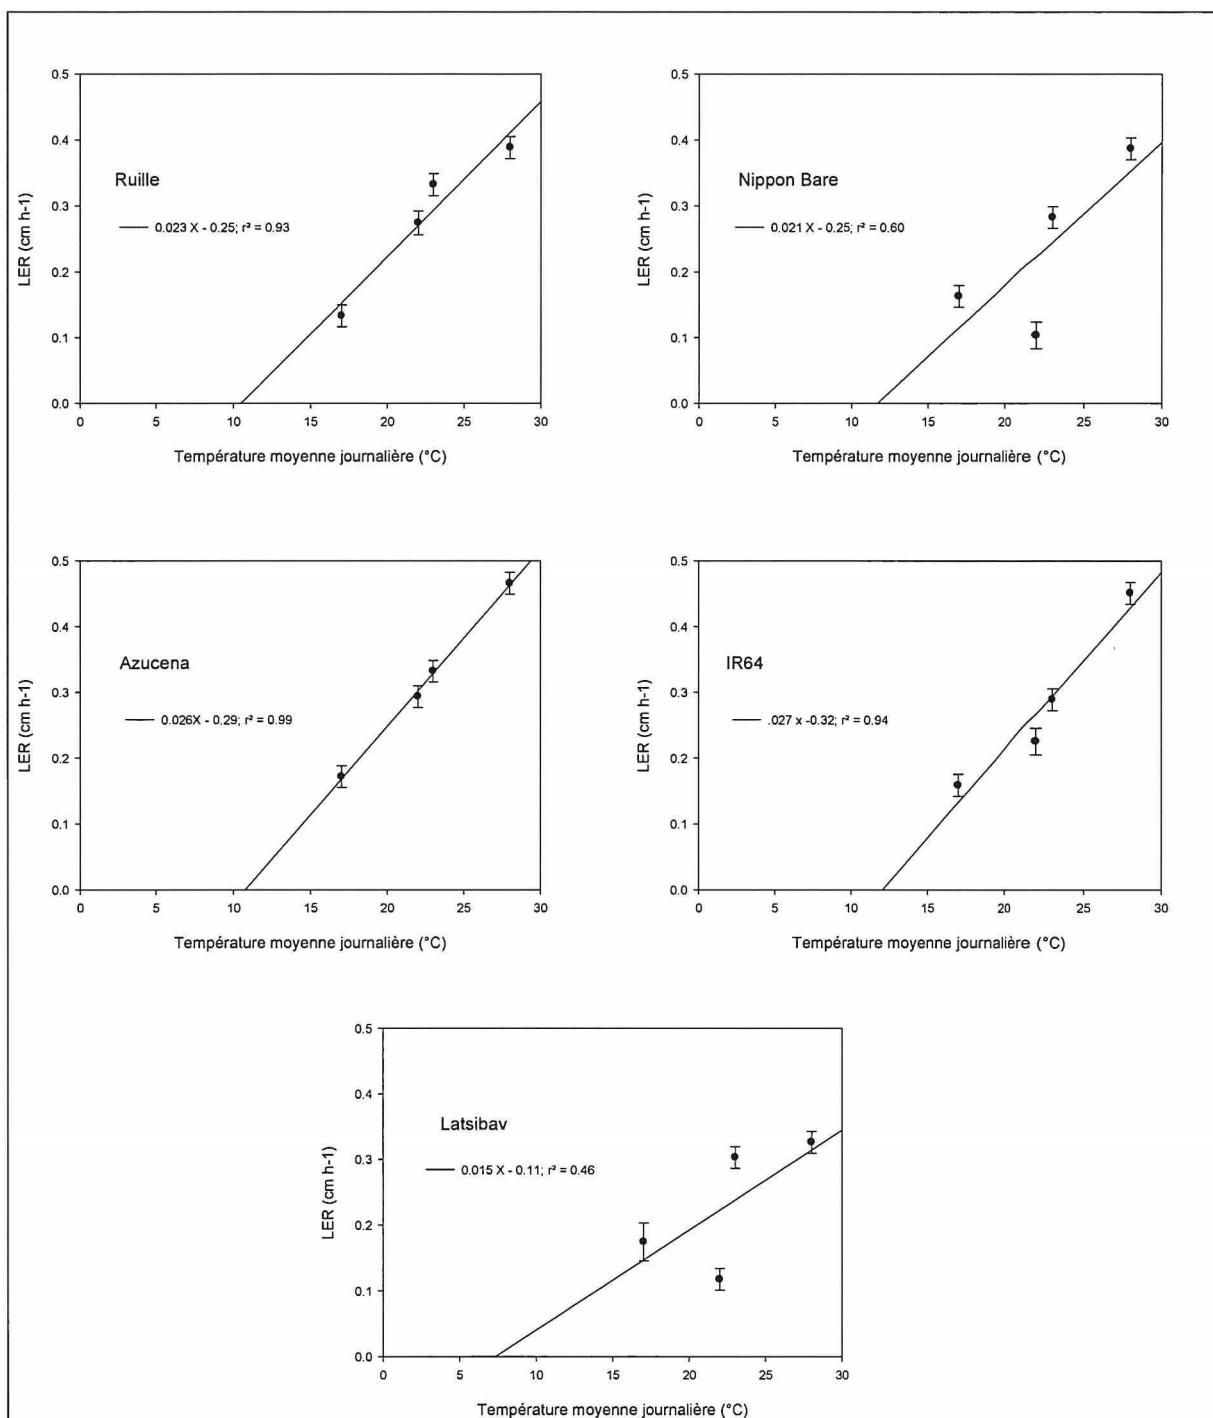 Ruille
0.023 X - 0.25; r² = 0.93
LER (cm h-1)
0.5
0.4
0.3
0.2
0.1
0.0
0 5 10 15 20 25 30
Température moyenne journalière (°C)
Nippon Bare
0.021 X - 0.25; r² = 0.60
LER (cm h-1)
0.5
0.4
0.3
0.2
0.1
0.0
0 5 10 15 20 25 30
Température moyenne journalière (°C)
Azucena
0.026X - 0.29; r² = 0.99
LER (cm h-1)
0.5
0.4
0.3
0.2
0.1
0.0
0 5 10 15 20 25 30
Température moyenne journalière (°C)
IR64
.027 x -0.32; r² = 0.94
LER (cm h-1)
0.5
0.4
0.3
0.2
0.1
0.0
0 5 10 15 20 25 30
Température moyenne journalière (°C)
Latsibav
0.015 X - 0.11; r² = 0.46
LER (cm h-1)
0.5
0.4
0.3
0.2
0.1
0.0
0 5 10 15 20 25 30
Température moyenne journalière (°C)